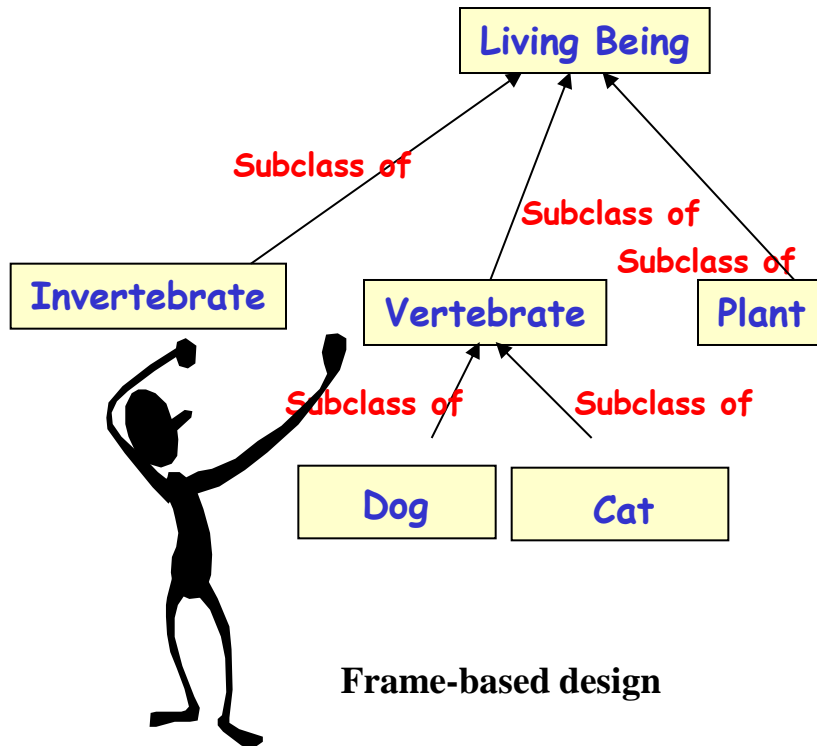 Living Being
Subclass of
Subclass of
Subclass of
Invertebrate
Vertebrate
Plant
Subclass of
Subclass of
Dog
Cat
Frame-based design